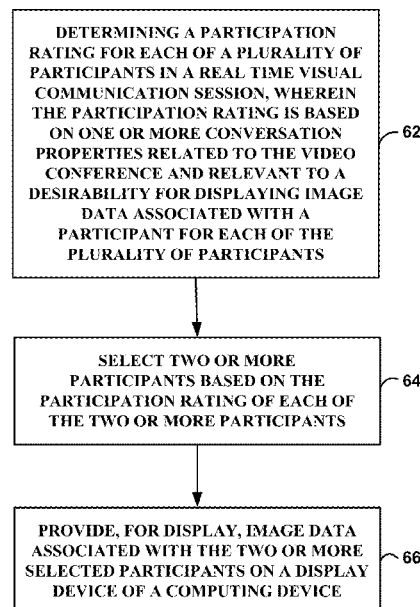 DETERMINING A PARTICIPATION
RATING FOR EACH OF A PLURALITY OF
PARTICIPANTS IN A REAL TIME VISUAL
COMMUNICATION SESSION, WHEREIN
THE PARTICIPATION RATING IS BASED
ON ONE OR MORE CONVERSATION
PROPERTIES RELATED TO THE VIDEO
CONFERENCE AND RELEVANT TO A
DESIRABILITY FOR DISPLAYING IMAGE
DATA ASSOCIATED WITH A
PARTICIPANT FOR EACH OF THE
PLURALITY OF PARTICIPANTS
62
SELECT TWO OR MORE
PARTICIPANTS BASED ON THE
PARTICIPATION RATING OF EACH OF
THE TWO OR MORE PARTICIPANTS
64
PROVIDE, FOR DISPLAY, IMAGE DATA
ASSOCIATED WITH THE TWO OR MORE
SELECTED PARTICIPANTS ON A DISPLAY
DEVICE OF A COMPUTING DEVICE
66